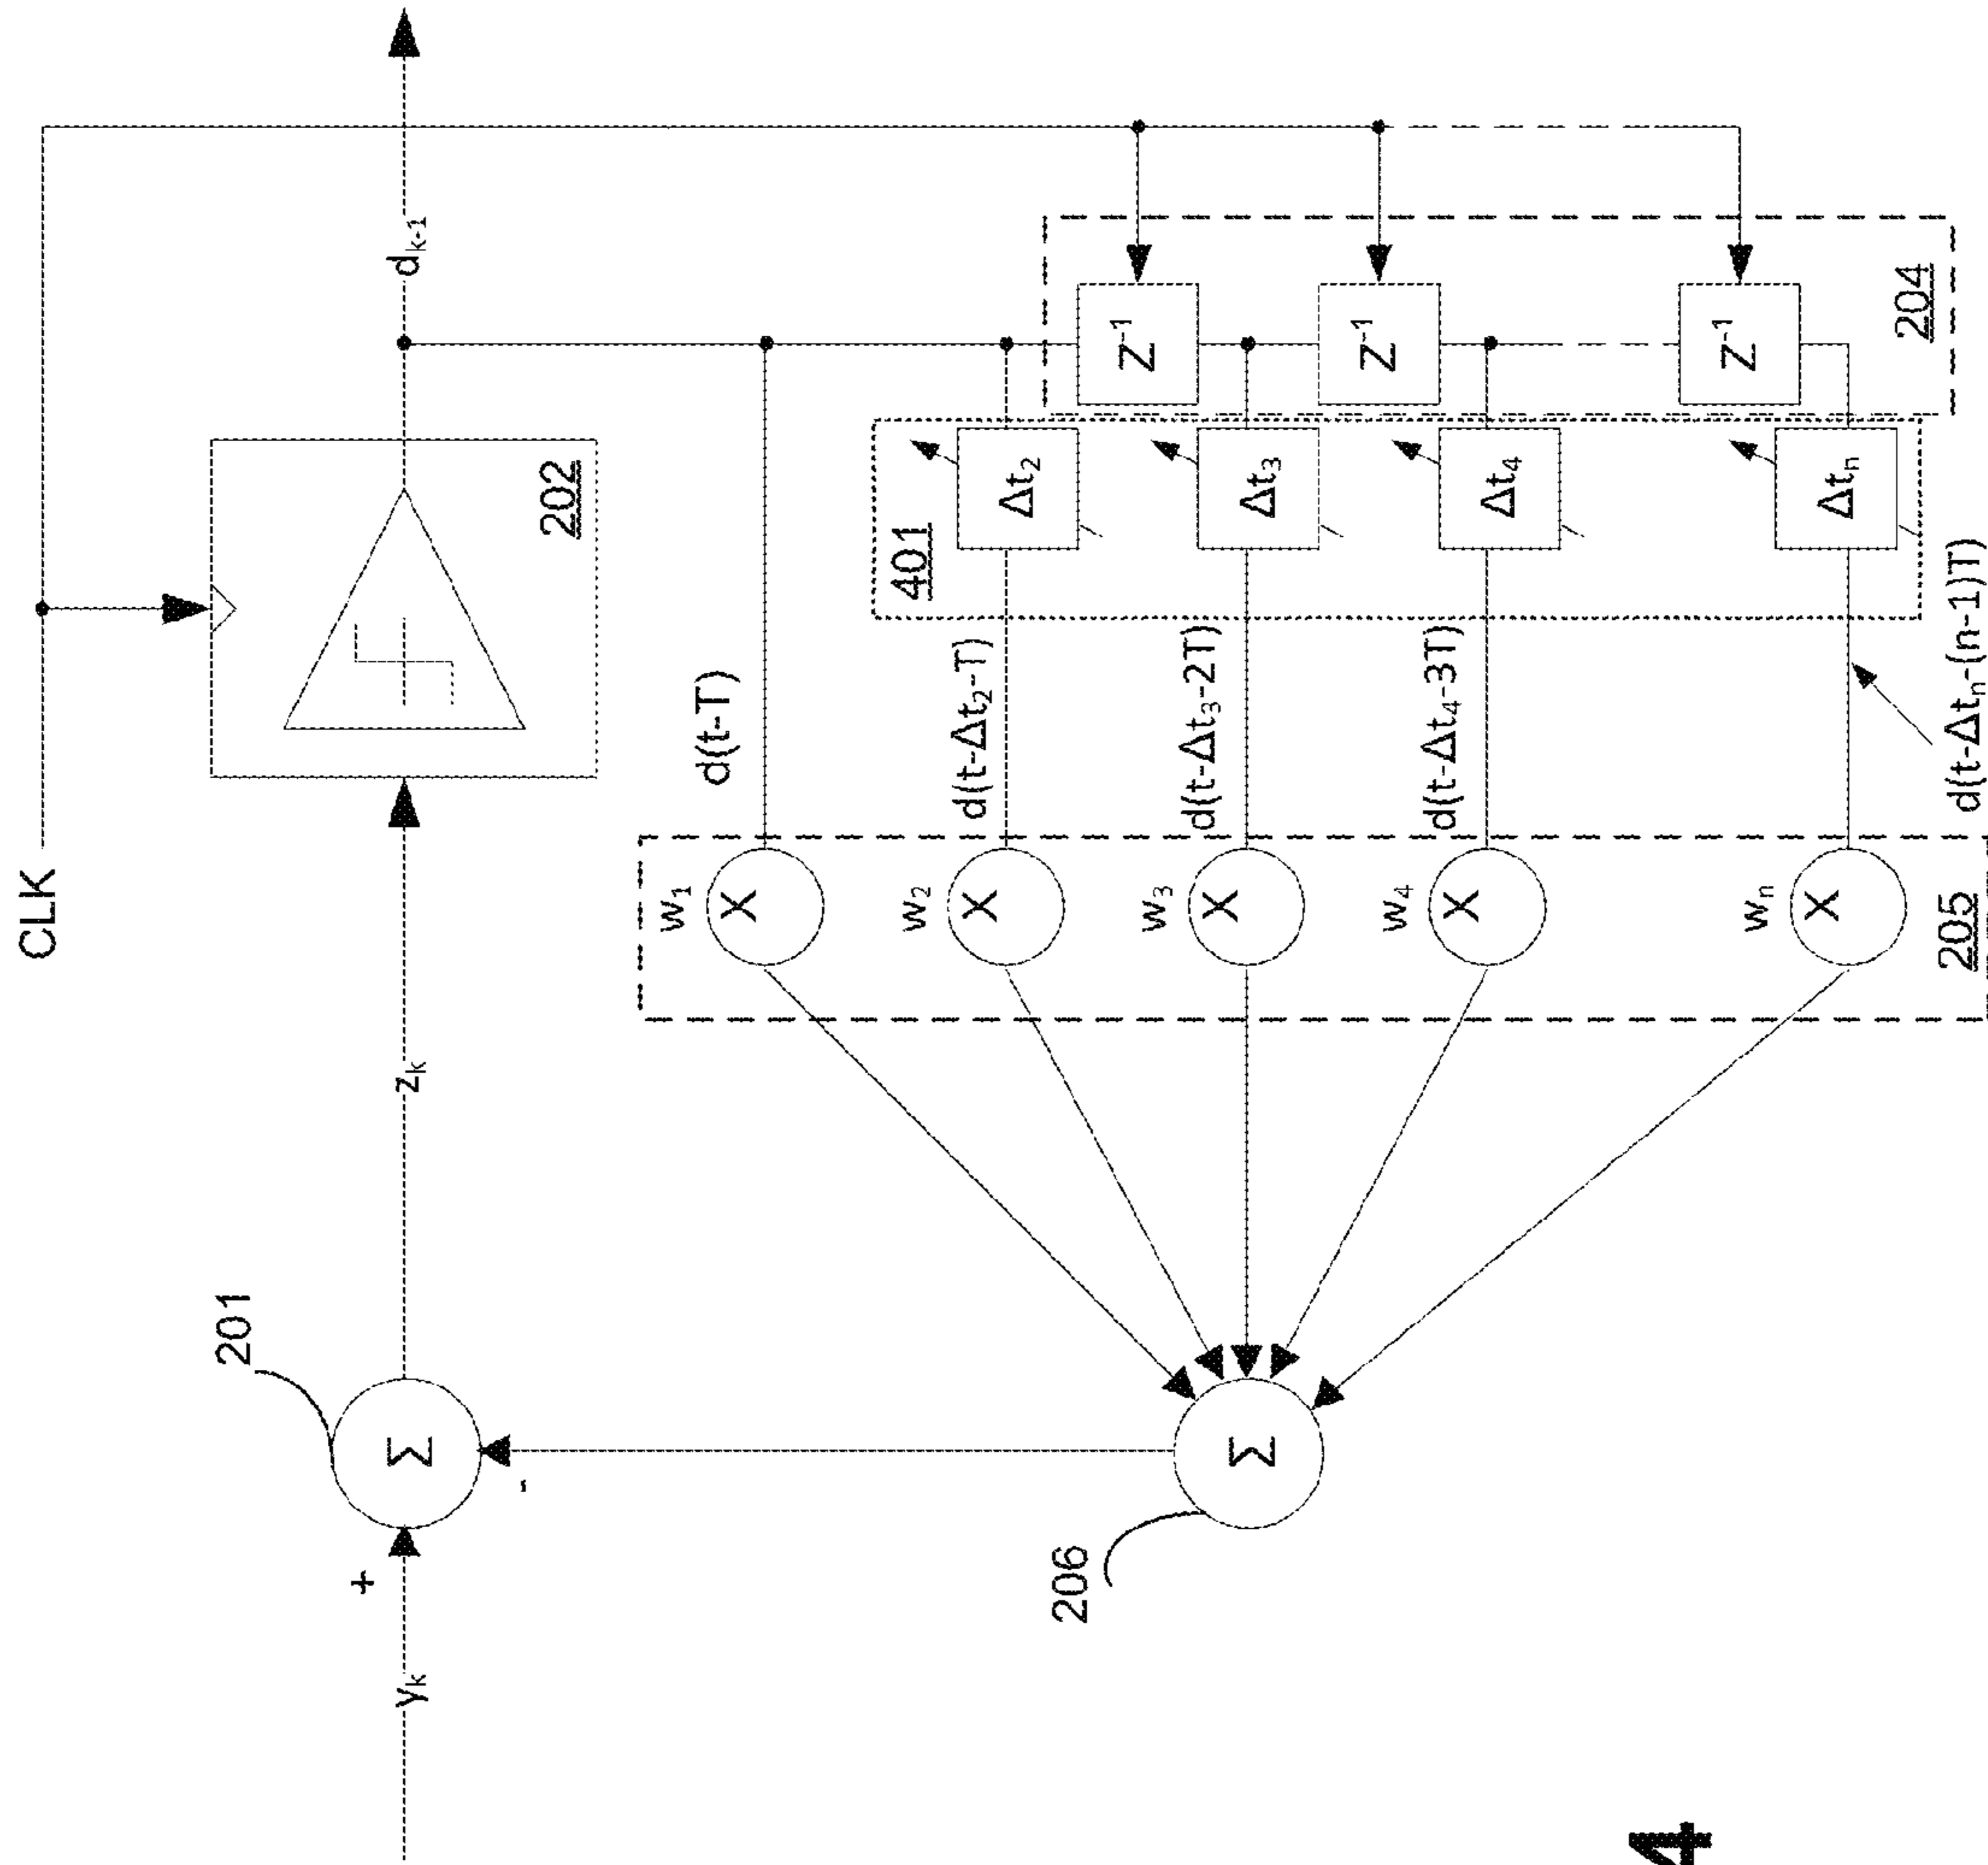 CLK
201
+
-
y_k
Σ
z_k
202
d_{k-1}
d(t-T)
w_1
X
401
d(t-Δt_2-T)
w_2
X
Δt_2
Z^{-1}
d(t-Δt_3-2T)
w_3
X
Δt_3
Z^{-1}
206
Σ
d(t-Δt_4-3T)
w_4
X
Δt_4
Z^{-1}
204
w_n
X
Δt_n
d(t-Δt_n-(n-1)T)
205
4